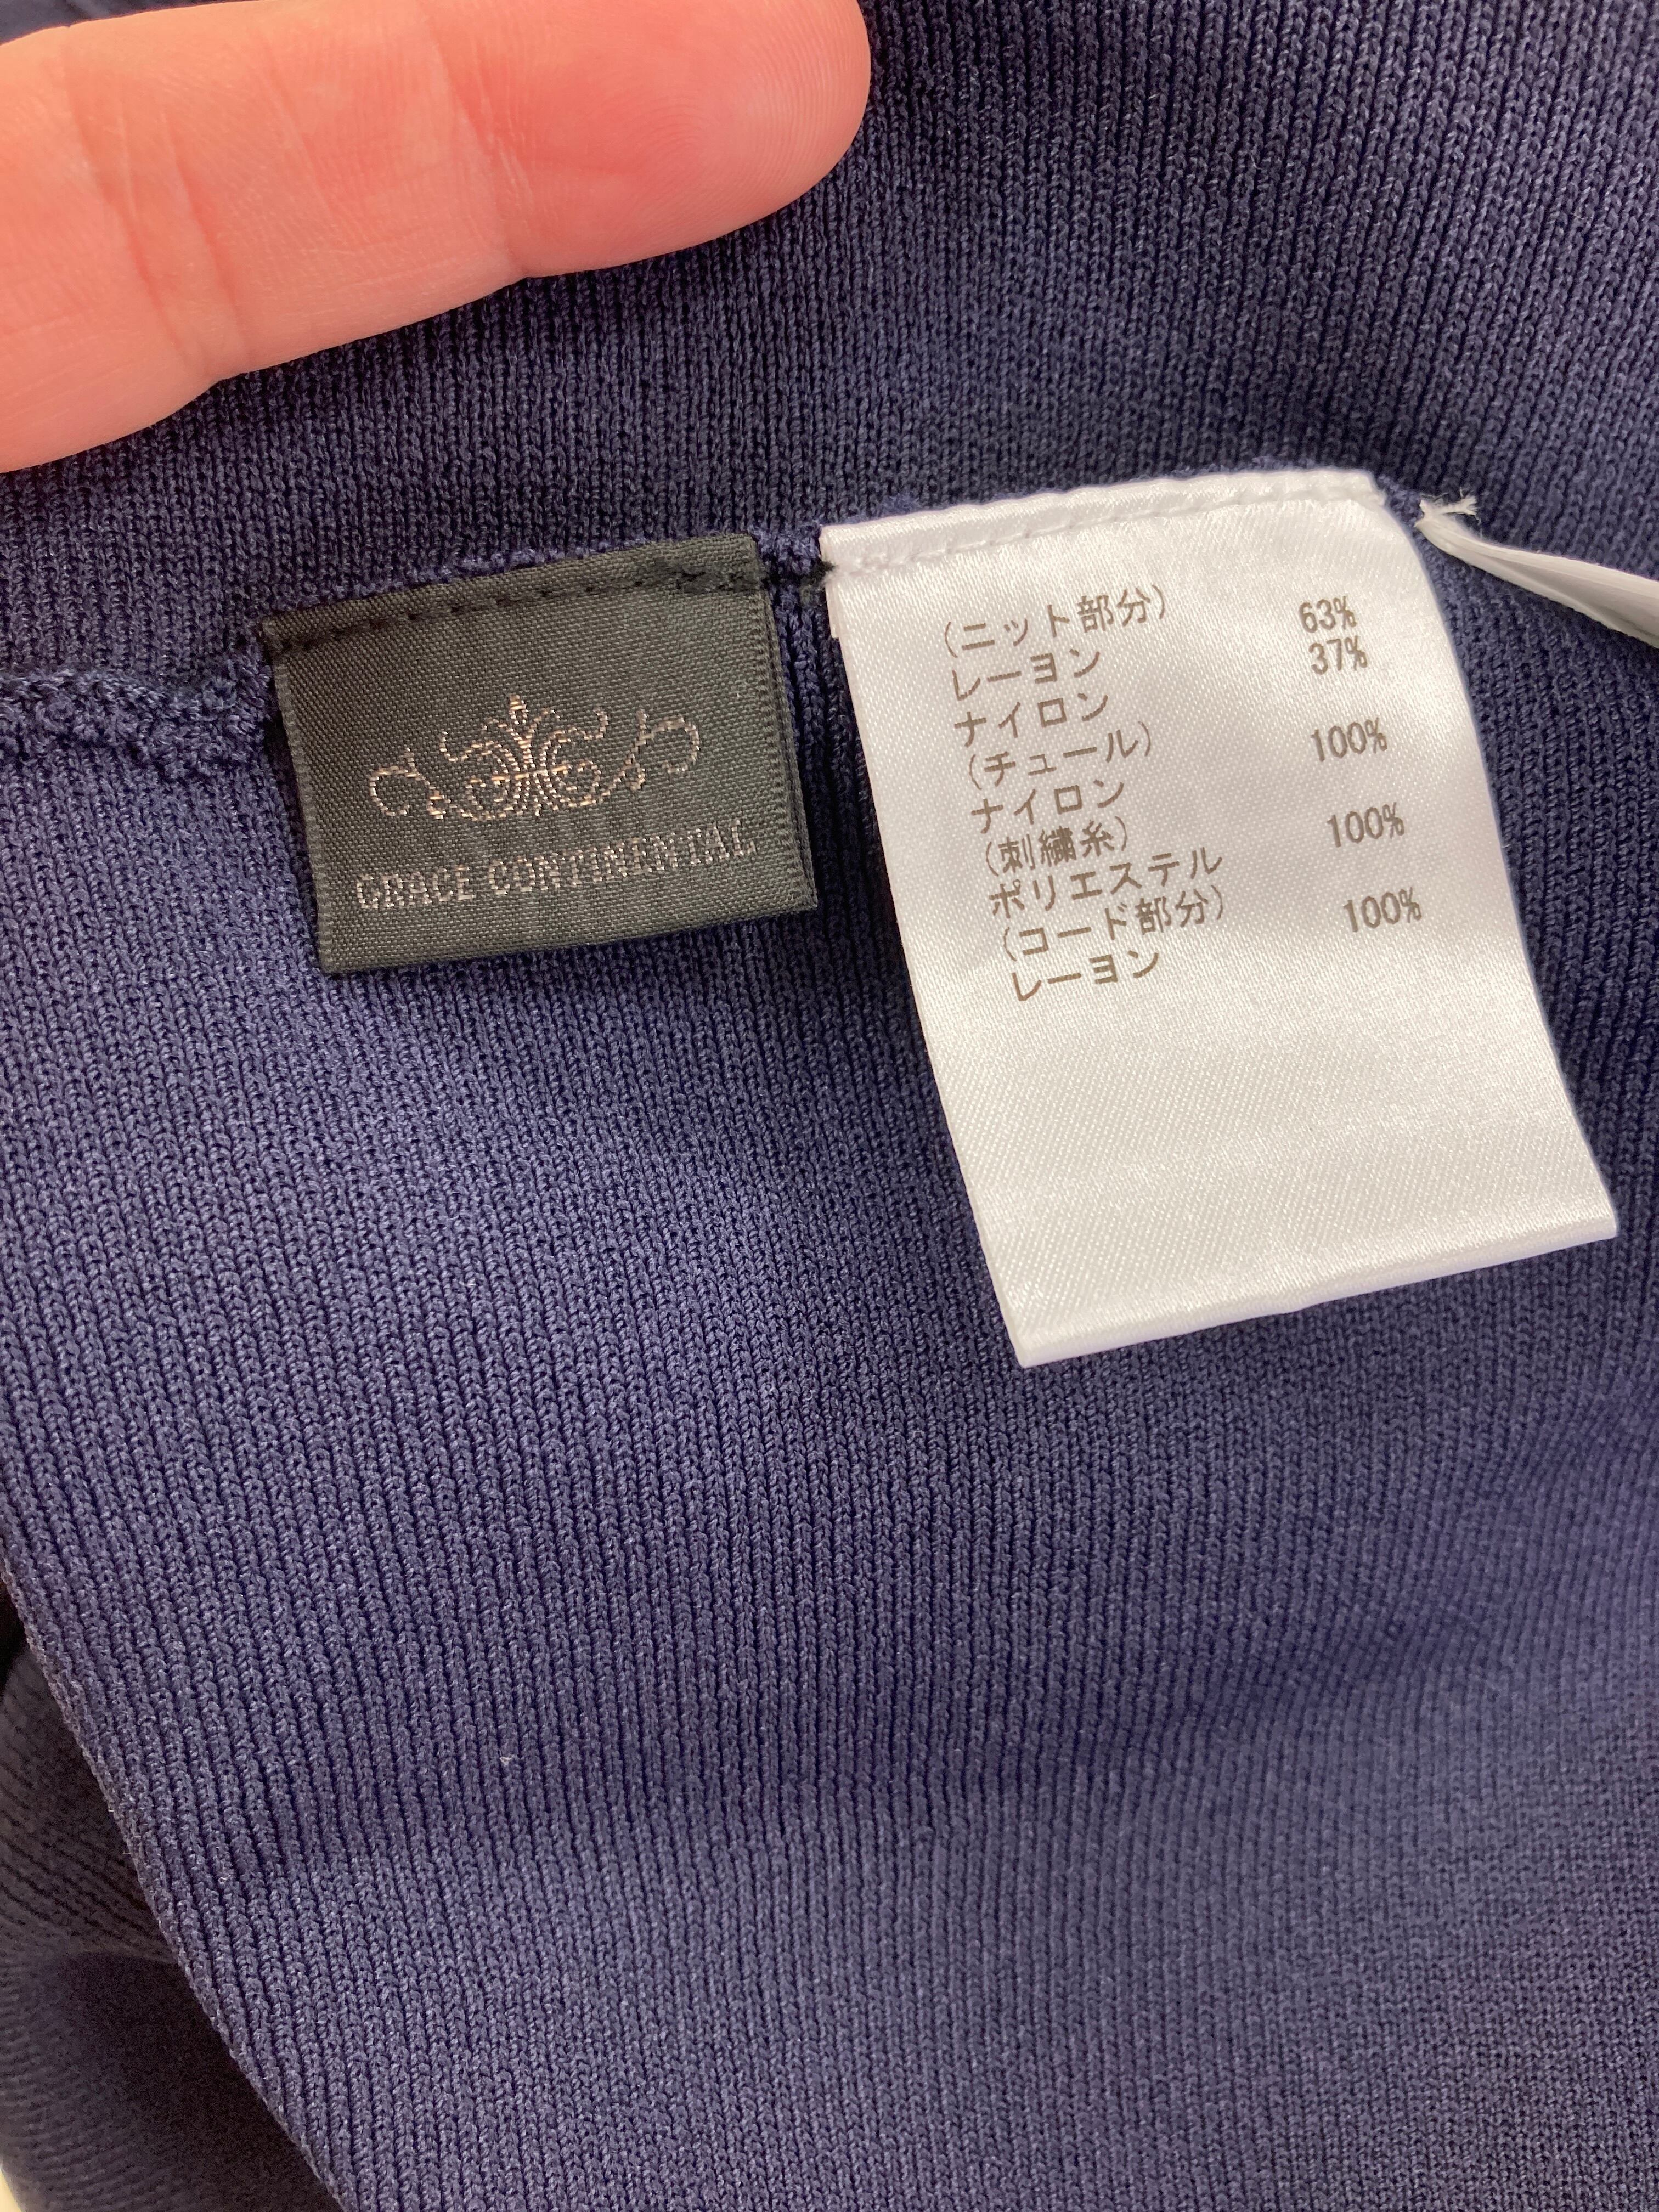 GRACE CONTINENTAL
(ニット部分)
レーヨン 63%
ナイロン 37%
(チュール)
ナイロン 100%
(刺繍糸)
ポリエステル 100%
(コード部分)
レーヨン 100%